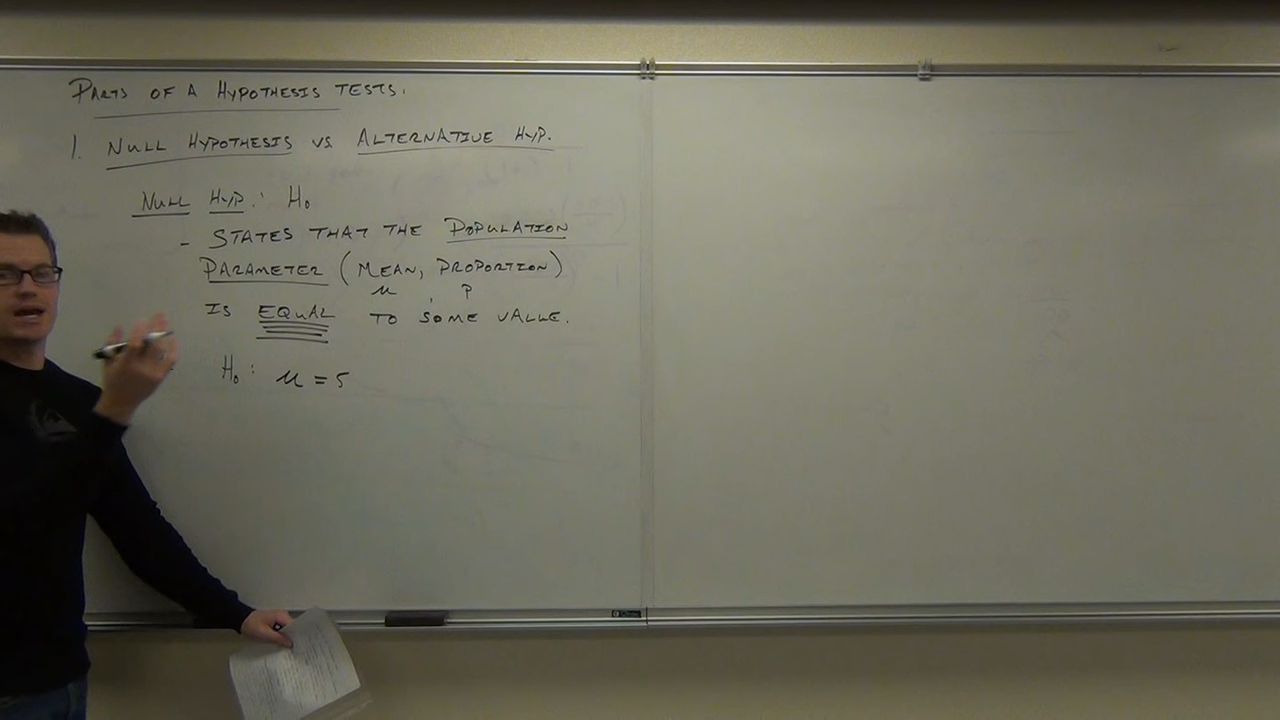 PARTS OF A HYPOTHESIS TESTS.
1. NULL HYPOTHESIS VS. ALTERNATIVE HYP.
NULL HYP: H₀
- STATES THAT THE POPULATION
PARAMETER (MEAN, PROPORTION)
μ , p
IS EQUAL TO SOME VALUE.
H₀: μ = 5